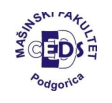 MAŠINSKI FAKULTET
CEDS
Podgorica